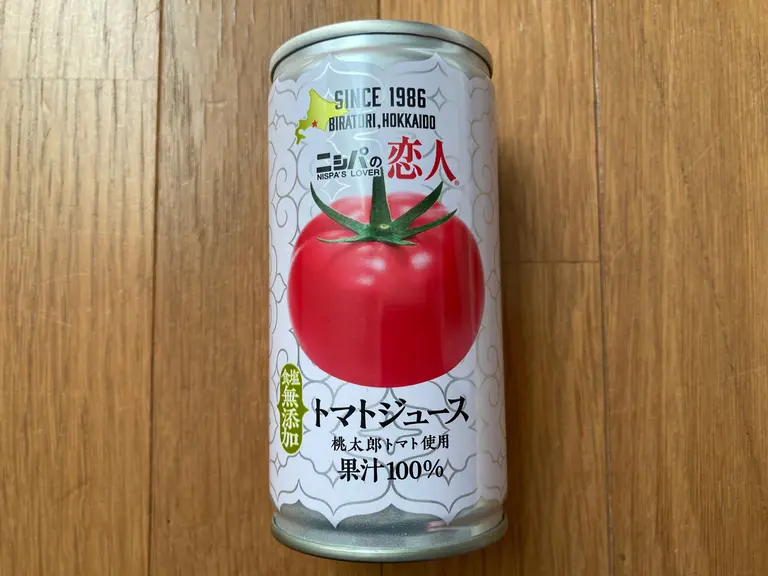 SINCE 1986
BIRATORI, HOKKAIDO
ニシパの恋人®
NISPA'S LOVER
食塩
無添加
トマトジュース
桃太郎トマト使用
果汁100%